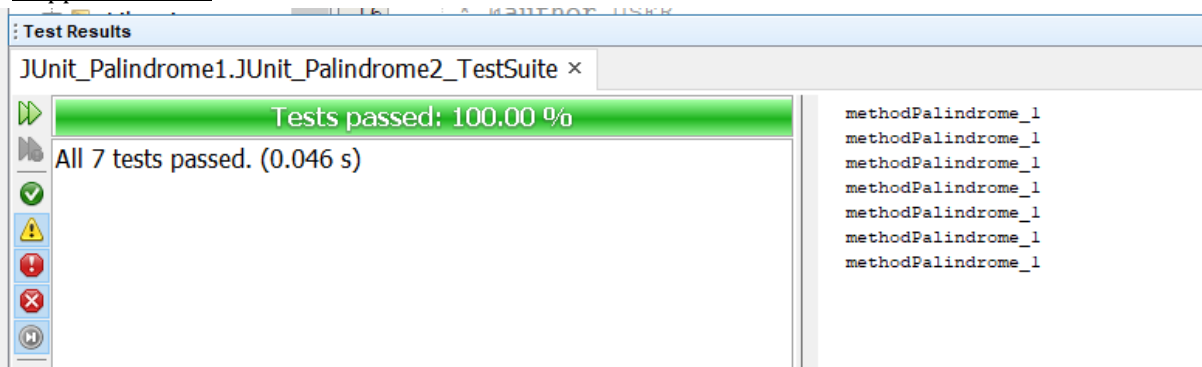 Test Results
JUnit_Palindrome1.JUnit_Palindrome2_TestSuite ×
Tests passed: 100.00 %
All 7 tests passed. (0.046 s)
methodPalindrome_1
methodPalindrome_1
methodPalindrome_1
methodPalindrome_1
methodPalindrome_1
methodPalindrome_1
methodPalindrome_1